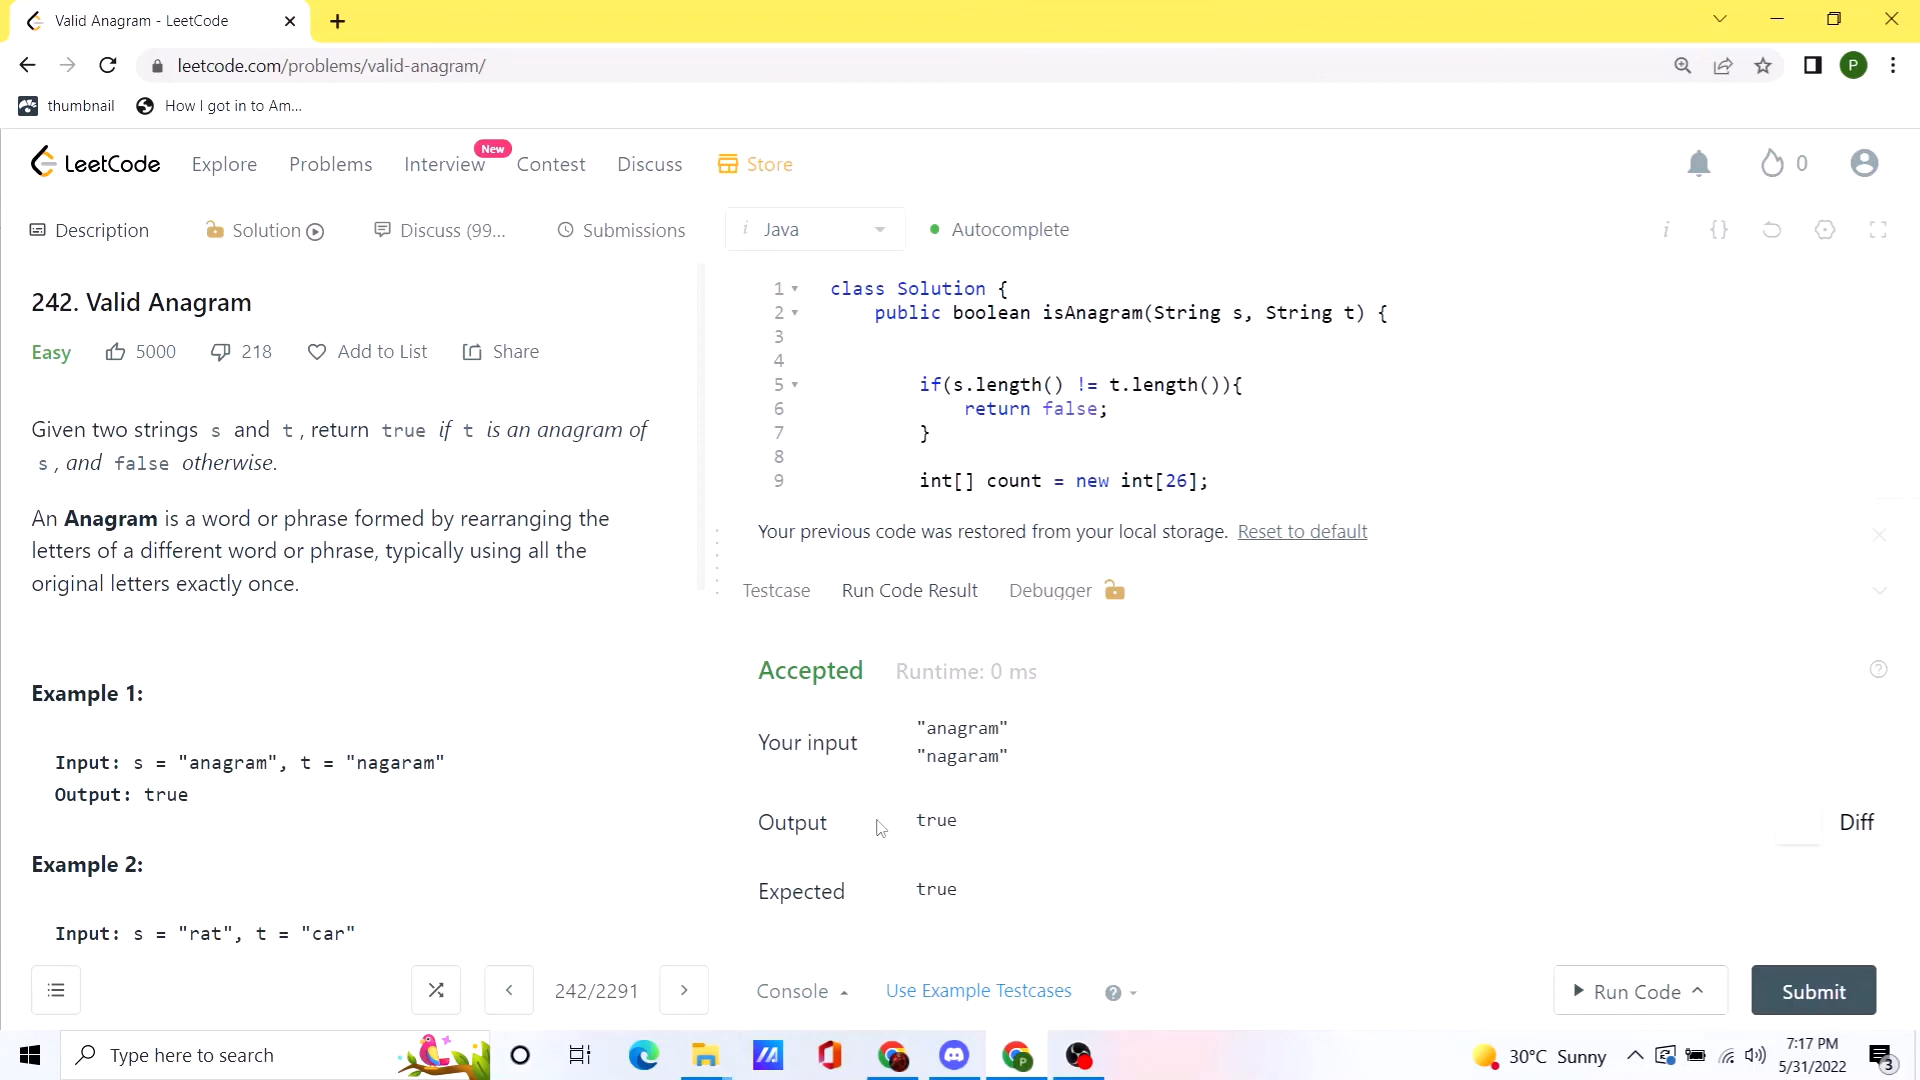 Valid Anagram - LeetCode
leetcode.com/problems/valid-anagram/
P
thumbnail
How I got in to Am...
LeetCode
Explore
Problems
Interview
New
Contest
Discuss
Store
0
Description
Solution
Discuss (99...
Submissions
i Java
Autocomplete
i {}
242. Valid Anagram
Easy
5000
218
Add to List
Share
Given two strings s and t, return true if t is an anagram of
s, and false otherwise.
An Anagram is a word or phrase formed by rearranging the
letters of a different word or phrase, typically using all the
original letters exactly once.
Example 1:
Input: s = "anagram", t = "nagaram"
Output: true
Example 2:
Input: s = "rat", t = "car"
242/2291
1 class Solution {
2 public boolean isAnagram(String s, String t) {
3
4
5 if(s.length() != t.length()){
6 return false;
7 }
8
9 int[] count = new int[26];
Your previous code was restored from your local storage. Reset to default
Testcase
Run Code Result
Debugger
Accepted
Runtime: 0 ms
Your input
"anagram"
"nagaram"
Output
true
Diff
Expected
true
Console
Use Example Testcases
Run Code
Submit
Type here to search
30°C Sunny
7:17 PM
5/31/2022
3